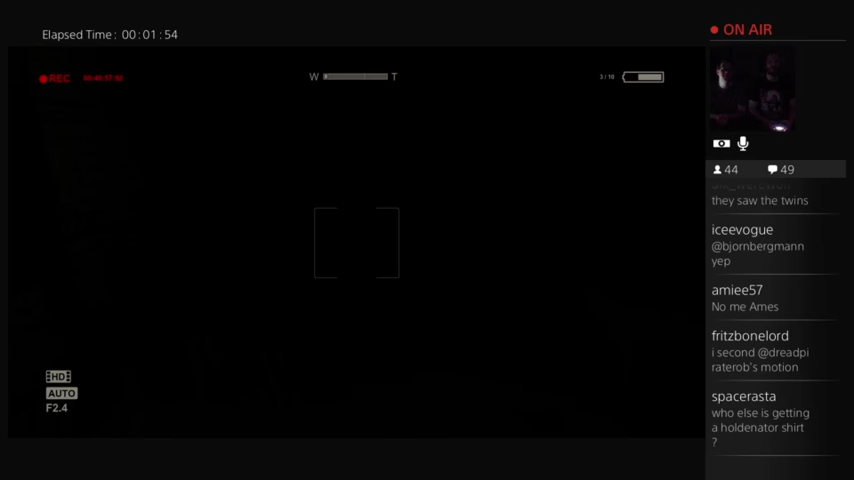 Elapsed Time: 00:01:54
ON AIR
REC
W T
3/10
44 49
they saw the twins
iceevogue
@bjornbergmann
yep
amiee57
No me Ames
fritzbonelord
i second @dreadpi
raterob's motion
spacerasta
who else is getting
a holdenator shirt
?
HD
AUTO
F2.4